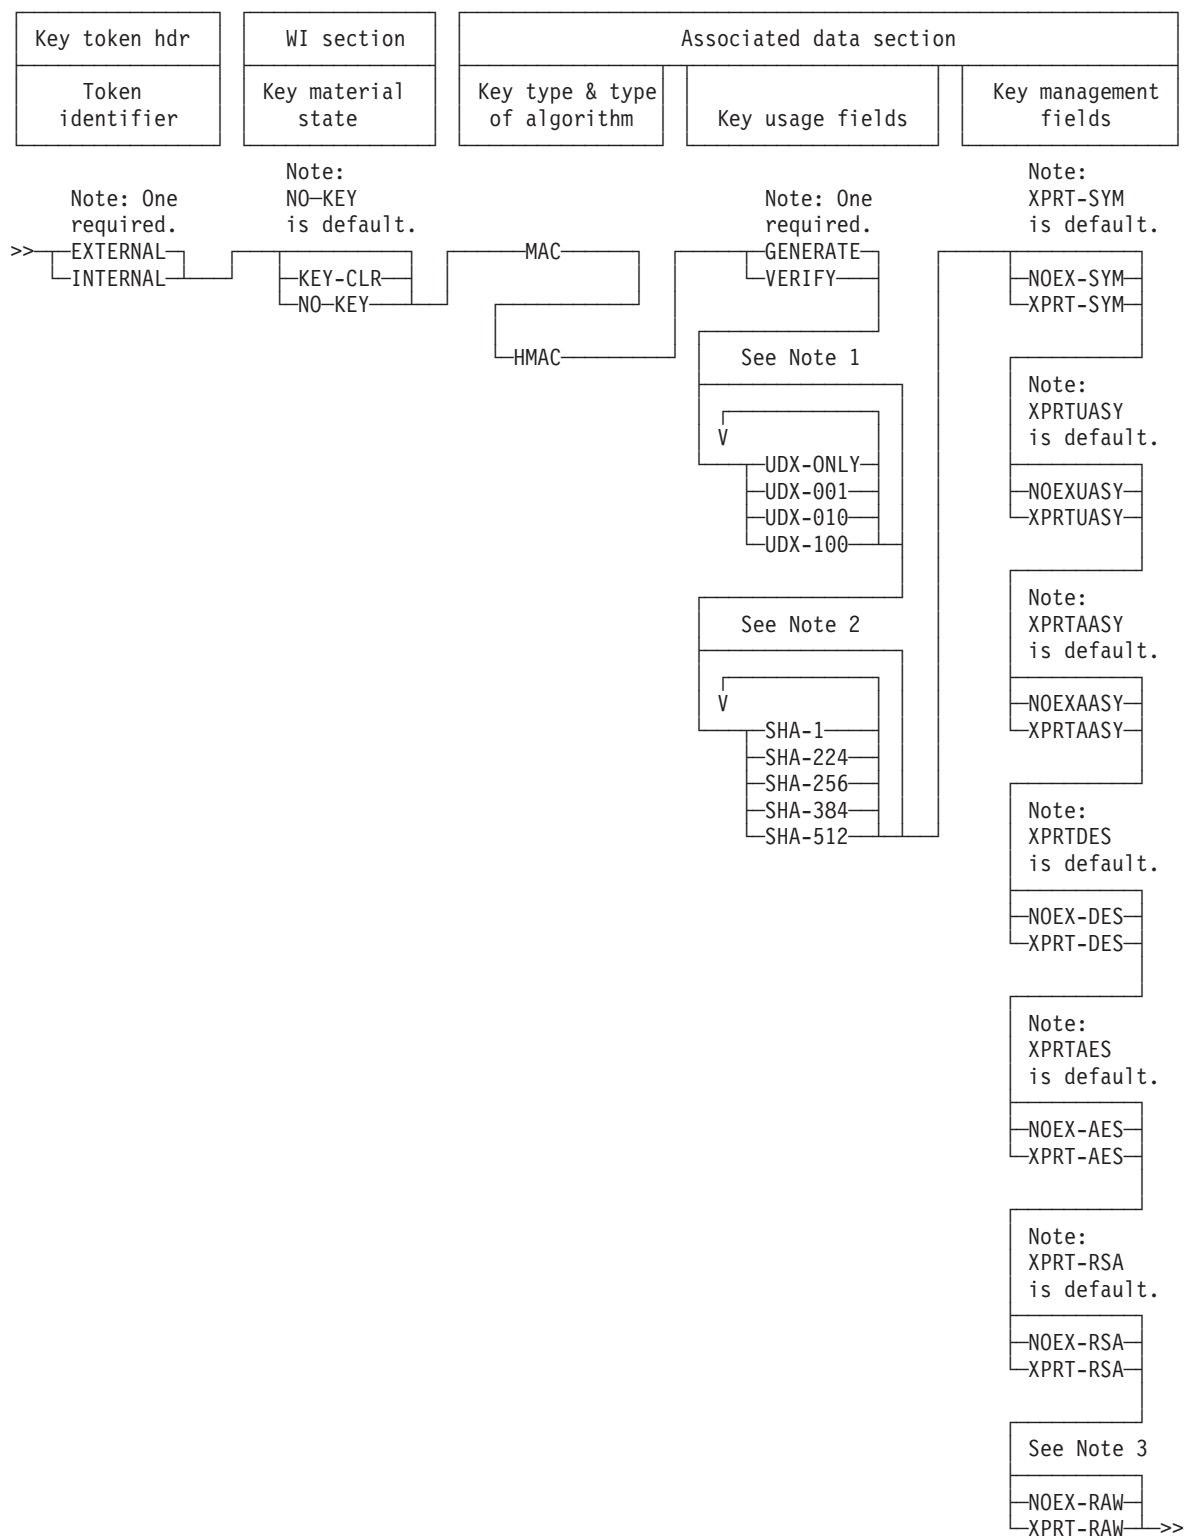 Key token hdr
WI section
Associated data section
Token
identifier
Key material
state
Key type & type
of algorithm
Key usage fields
Key management
fields
Note: One
required.
>>
EXTERNAL
INTERNAL
Note:
NO-KEY
is default.
KEY-CLR
NO-KEY
MAC
HMAC
Note: One
required.
GENERATE
VERIFY
See Note 1
V
UDX-ONLY
UDX-001
UDX-010
UDX-100
See Note 2
V
SHA-1
SHA-224
SHA-256
SHA-384
SHA-512
Note:
XPRT-SYM
is default.
NOEX-SYM
XPRT-SYM
Note:
XPRTUASY
is default.
NOEXUASY
XPRTUASY
Note:
XPRTAASY
is default.
NOEXAASY
XPRTAASY
Note:
XPRTDES
is default.
NOEX-DES
XPRT-DES
Note:
XPRTAES
is default.
NOEX-AES
XPRT-AES
Note:
XPRT-RSA
is default.
NOEX-RSA
XPRT-RSA
See Note 3
NOEX-RAW
XPRT-RAW
>>